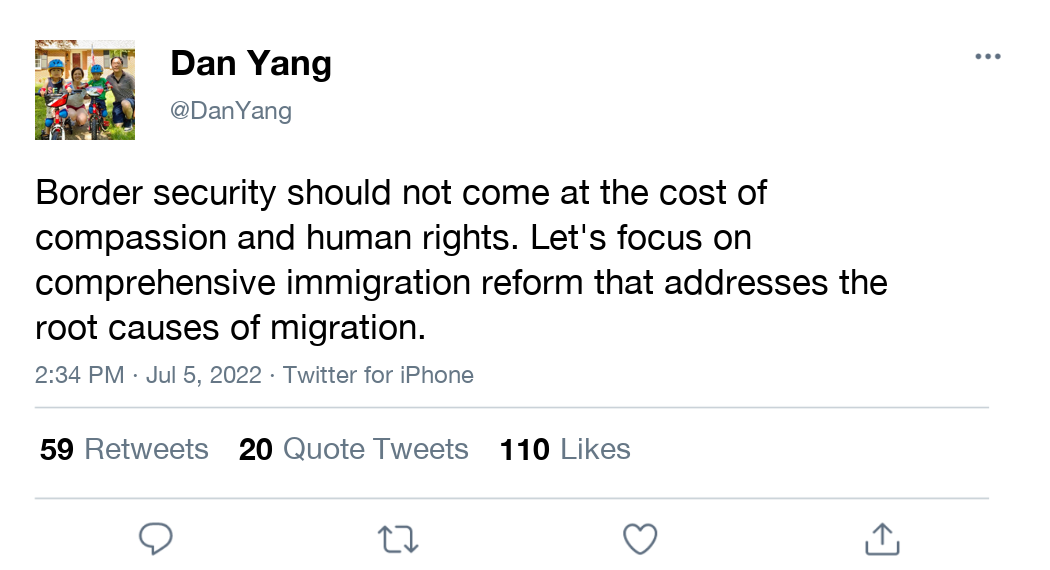 Dan Yang
@DanYang
Border security should not come at the cost of
compassion and human rights. Let's focus on
comprehensive immigration reform that addresses the
root causes of migration.
2:34 PM · Jul 5, 2022 · Twitter for iPhone
59 Retweets 20 Quote Tweets 110 Likes